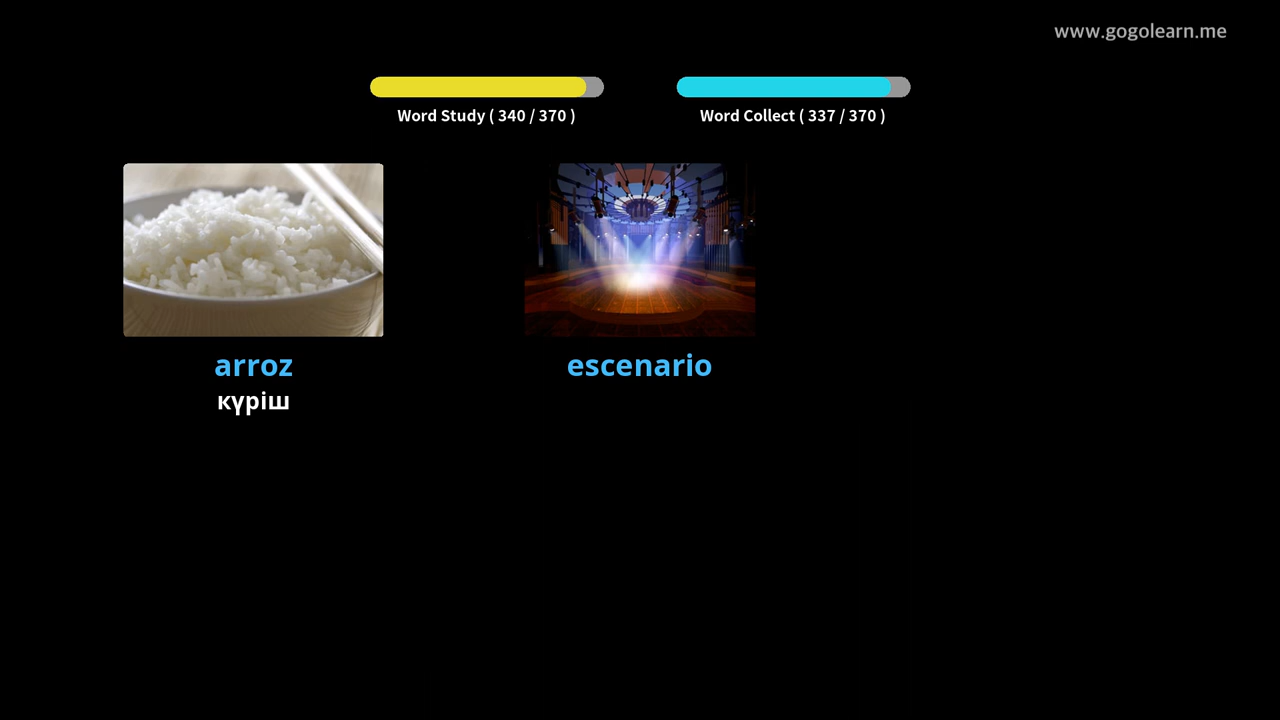 www.gogolearn.me
Word Study ( 340 / 370 )
Word Collect ( 337 / 370 )
arroz
күріш
escenario